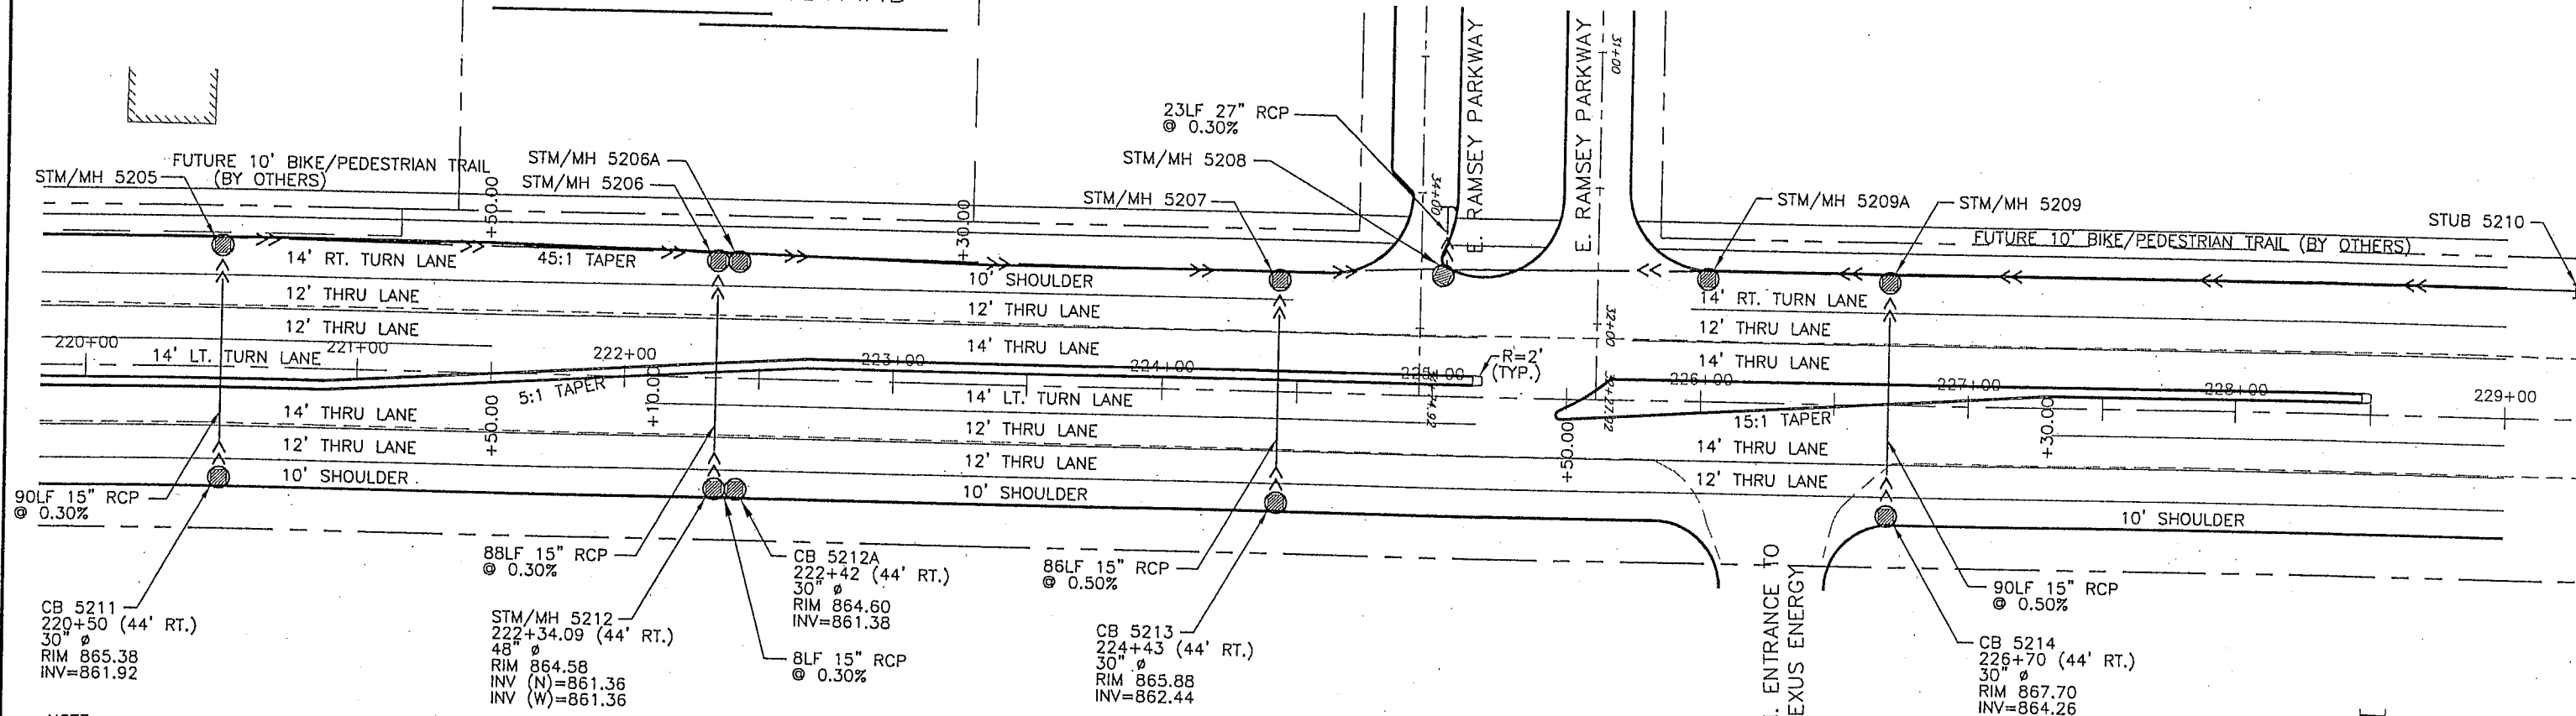 E. RAMSEY PARKWAY
E. RAMSEY PARKWAY
31+00
34+00
23LF 27" RCP
@ 0.30%
STM/MH 5208
STM/MH 5207
FUTURE 10' BIKE/PEDESTRIAN TRAIL
(BY OTHERS)
STM/MH 5205
STM/MH 5206A
STM/MH 5206
STM/MH 5209A
STM/MH 5209
STUB 5210
FUTURE 10' BIKE/PEDESTRIAN TRAIL (BY OTHERS)
+50.00
+30.00
14' RT. TURN LANE
45:1 TAPER
10' SHOULDER
14' RT. TURN LANE
12' THRU LANE
12' THRU LANE
12' THRU LANE
12' THRU LANE
12' THRU LANE
32+00
14' THRU LANE
14' THRU LANE
R=2'
(TYP.)
220+00
14' LT. TURN LANE
221+00
222+00
223+00
224+00
225+00
226+00
227+00
228+00
229+00
5:1 TAPER
+10.00
+50.00
14' LT. TURN LANE
32+27.92
15:1 TAPER
+50.00
+30.00
14' THRU LANE
12' THRU LANE
14' THRU LANE
12' THRU LANE
12' THRU LANE
12' THRU LANE
10' SHOULDER
10' SHOULDER
10' SHOULDER
90LF 15" RCP
@ 0.30%
88LF 15" RCP
@ 0.30%
CB 5212A
222+42 (44' RT.)
30" ø
RIM 864.60
INV=861.38
86LF 15" RCP
@ 0.50%
90LF 15" RCP
@ 0.50%
CB 5211
220+50 (44' RT.)
30" ø
RIM 865.38
INV=861.92
STM/MH 5212
222+34.09 (44' RT.)
48" ø
RIM 864.58
INV (N)=861.36
INV (W)=861.36
8LF 15" RCP
@ 0.30%
CB 5213
224+43 (44' RT.)
30" ø
RIM 865.88
INV=862.44
ENTRANCE TO
EXUS ENERGY
CB 5214
226+70 (44' RT.)
30" ø
RIM 867.70
INV=864.26